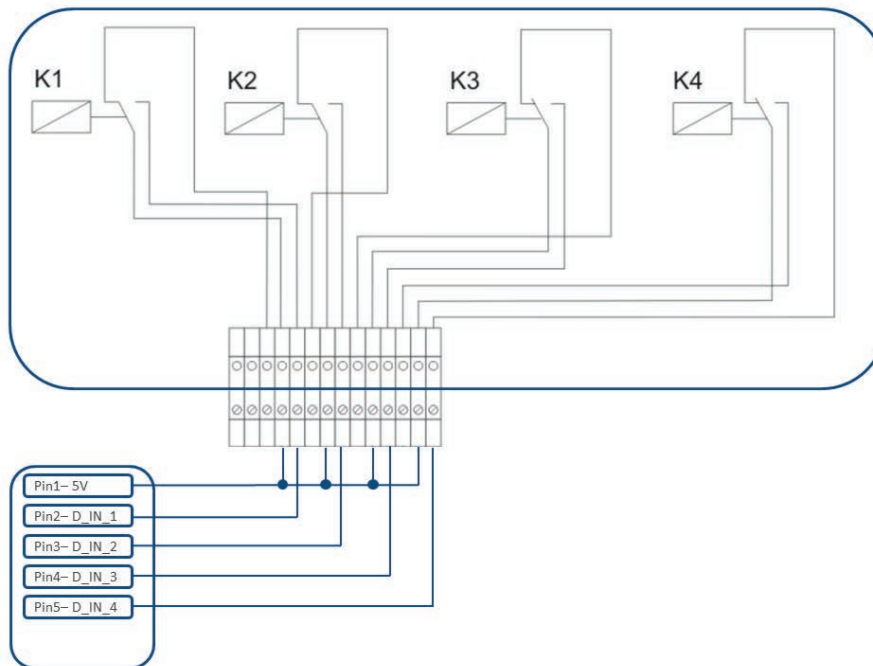 K1
K2
K3
K4
Pin1– 5V
Pin2– D_IN_1
Pin3– D_IN_2
Pin4– D_IN_3
Pin5– D_IN_4